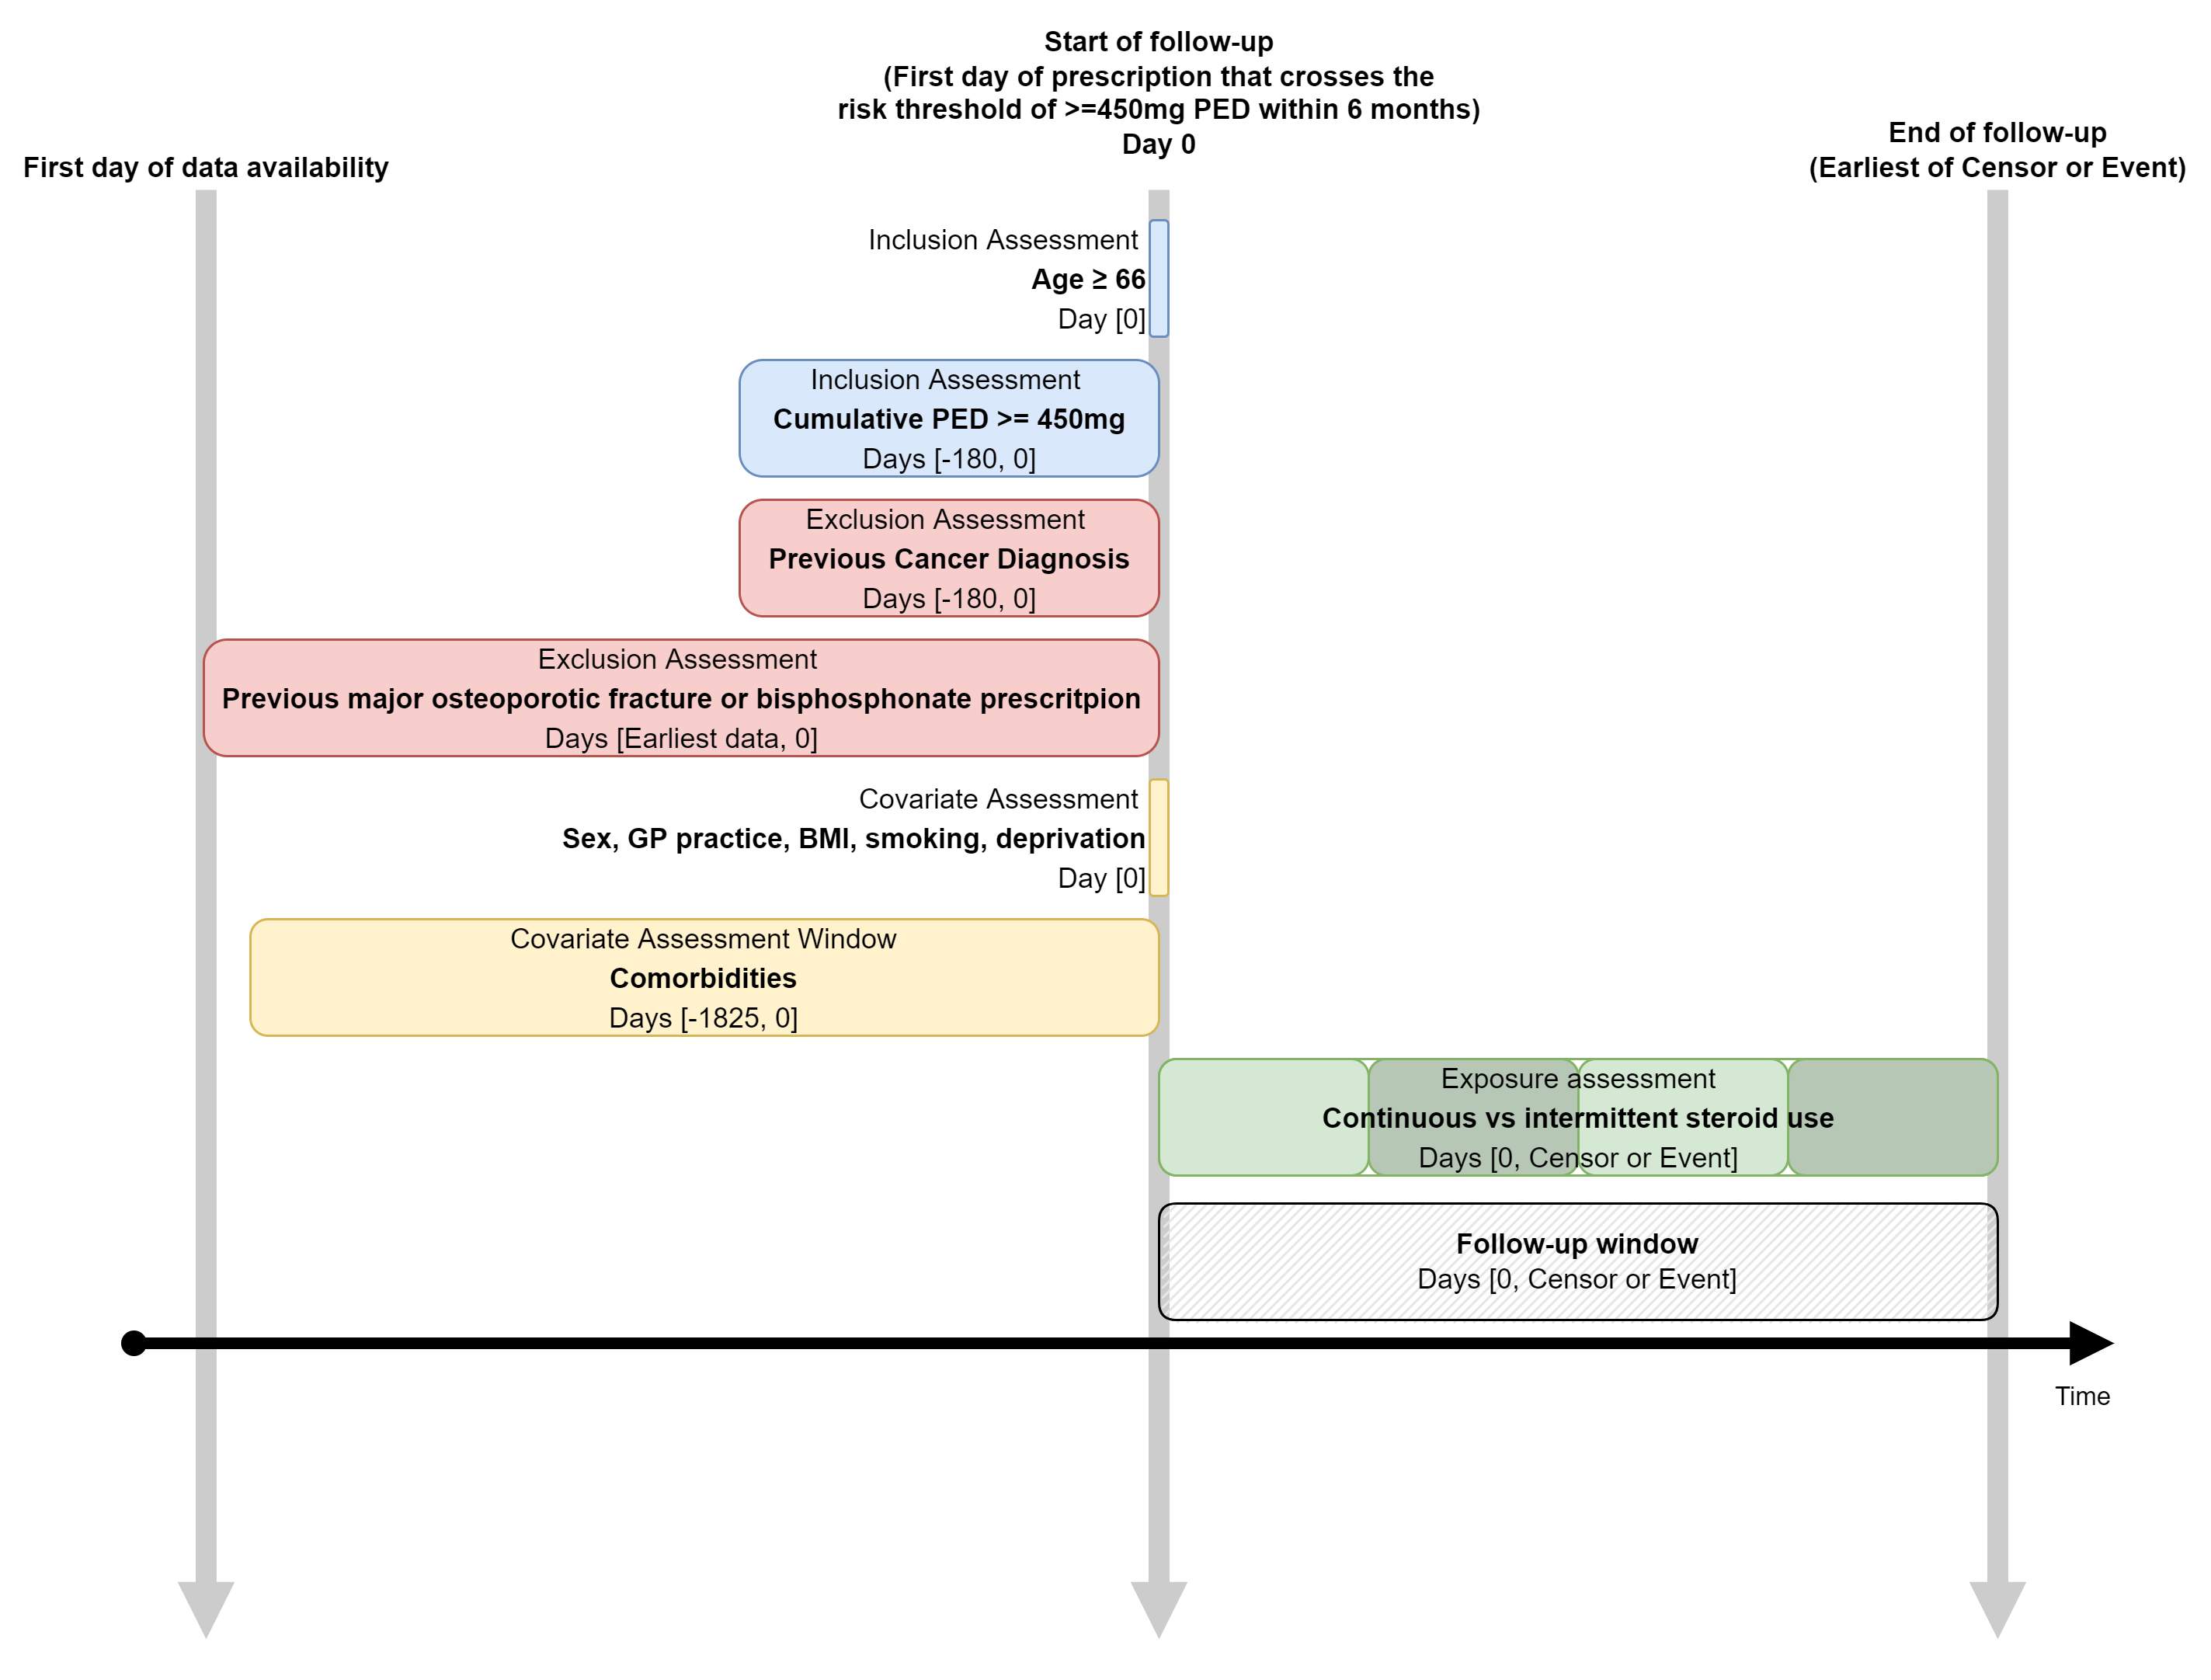 Start of follow-up
(First day of prescription that crosses the
risk threshold of >=450mg PED within 6 months)
Day 0
First day of data availability
End of follow-up
(Earliest of Censor or Event)
Inclusion Assessment
Age ≥ 66
Day [0]
Inclusion Assessment
Cumulative PED >= 450mg
Days [-180, 0]
Exclusion Assessment
Previous Cancer Diagnosis
Days [-180, 0]
Exclusion Assessment
Previous major osteoporotic fracture or bisphosphonate prescritpion
Days [Earliest data, 0]
Covariate Assessment
Sex, GP practice, BMI, smoking, deprivation
Day [0]
Covariate Assessment Window
Comorbidities
Days [-1825, 0]
Exposure assessment
Continuous vs intermittent steroid use
Days [0, Censor or Event]
Follow-up window
Days [0, Censor or Event]
Time